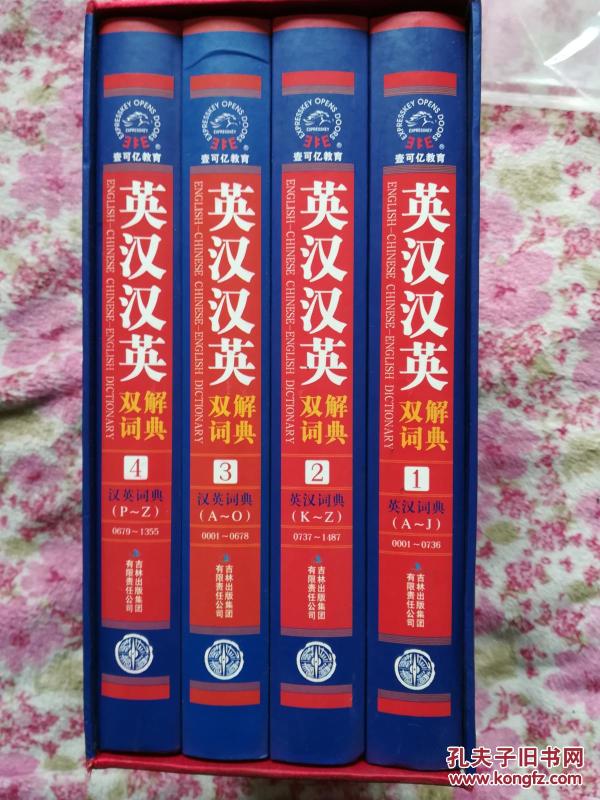 EXPRESSKEY OPENS DOORS
EXPRESSKEY
壹可亿教育
®
英汉汉英
ENGLISH-CHINESE CHINESE-ENGLISH DICTIONARY
双解
词典
4
汉英词典
(P~Z)
0679~1355
吉林出版集团
有限责任公司
EXPRESSKEY OPENS DOORS
EXPRESSKEY
壹可亿教育
®
英汉汉英
ENGLISH-CHINESE CHINESE-ENGLISH DICTIONARY
双解
词典
3
汉英词典
(A~O)
0001~0678
吉林出版集团
有限责任公司
EXPRESSKEY OPENS DOORS
EXPRESSKEY
壹可亿教育
®
英汉汉英
ENGLISH-CHINESE CHINESE-ENGLISH DICTIONARY
双解
词典
2
英汉词典
(K~Z)
0737~1487
吉林出版集团
有限责任公司
EXPRESSKEY OPENS DOORS
EXPRESSKEY
壹可亿教育
®
英汉汉英
ENGLISH-CHINESE CHINESE-ENGLISH DICTIONARY
双解
词典
1
英汉词典
(A~J)
0001~0736
吉林出版集团
有限责任公司
孔夫子旧书网
www.kongfz.com